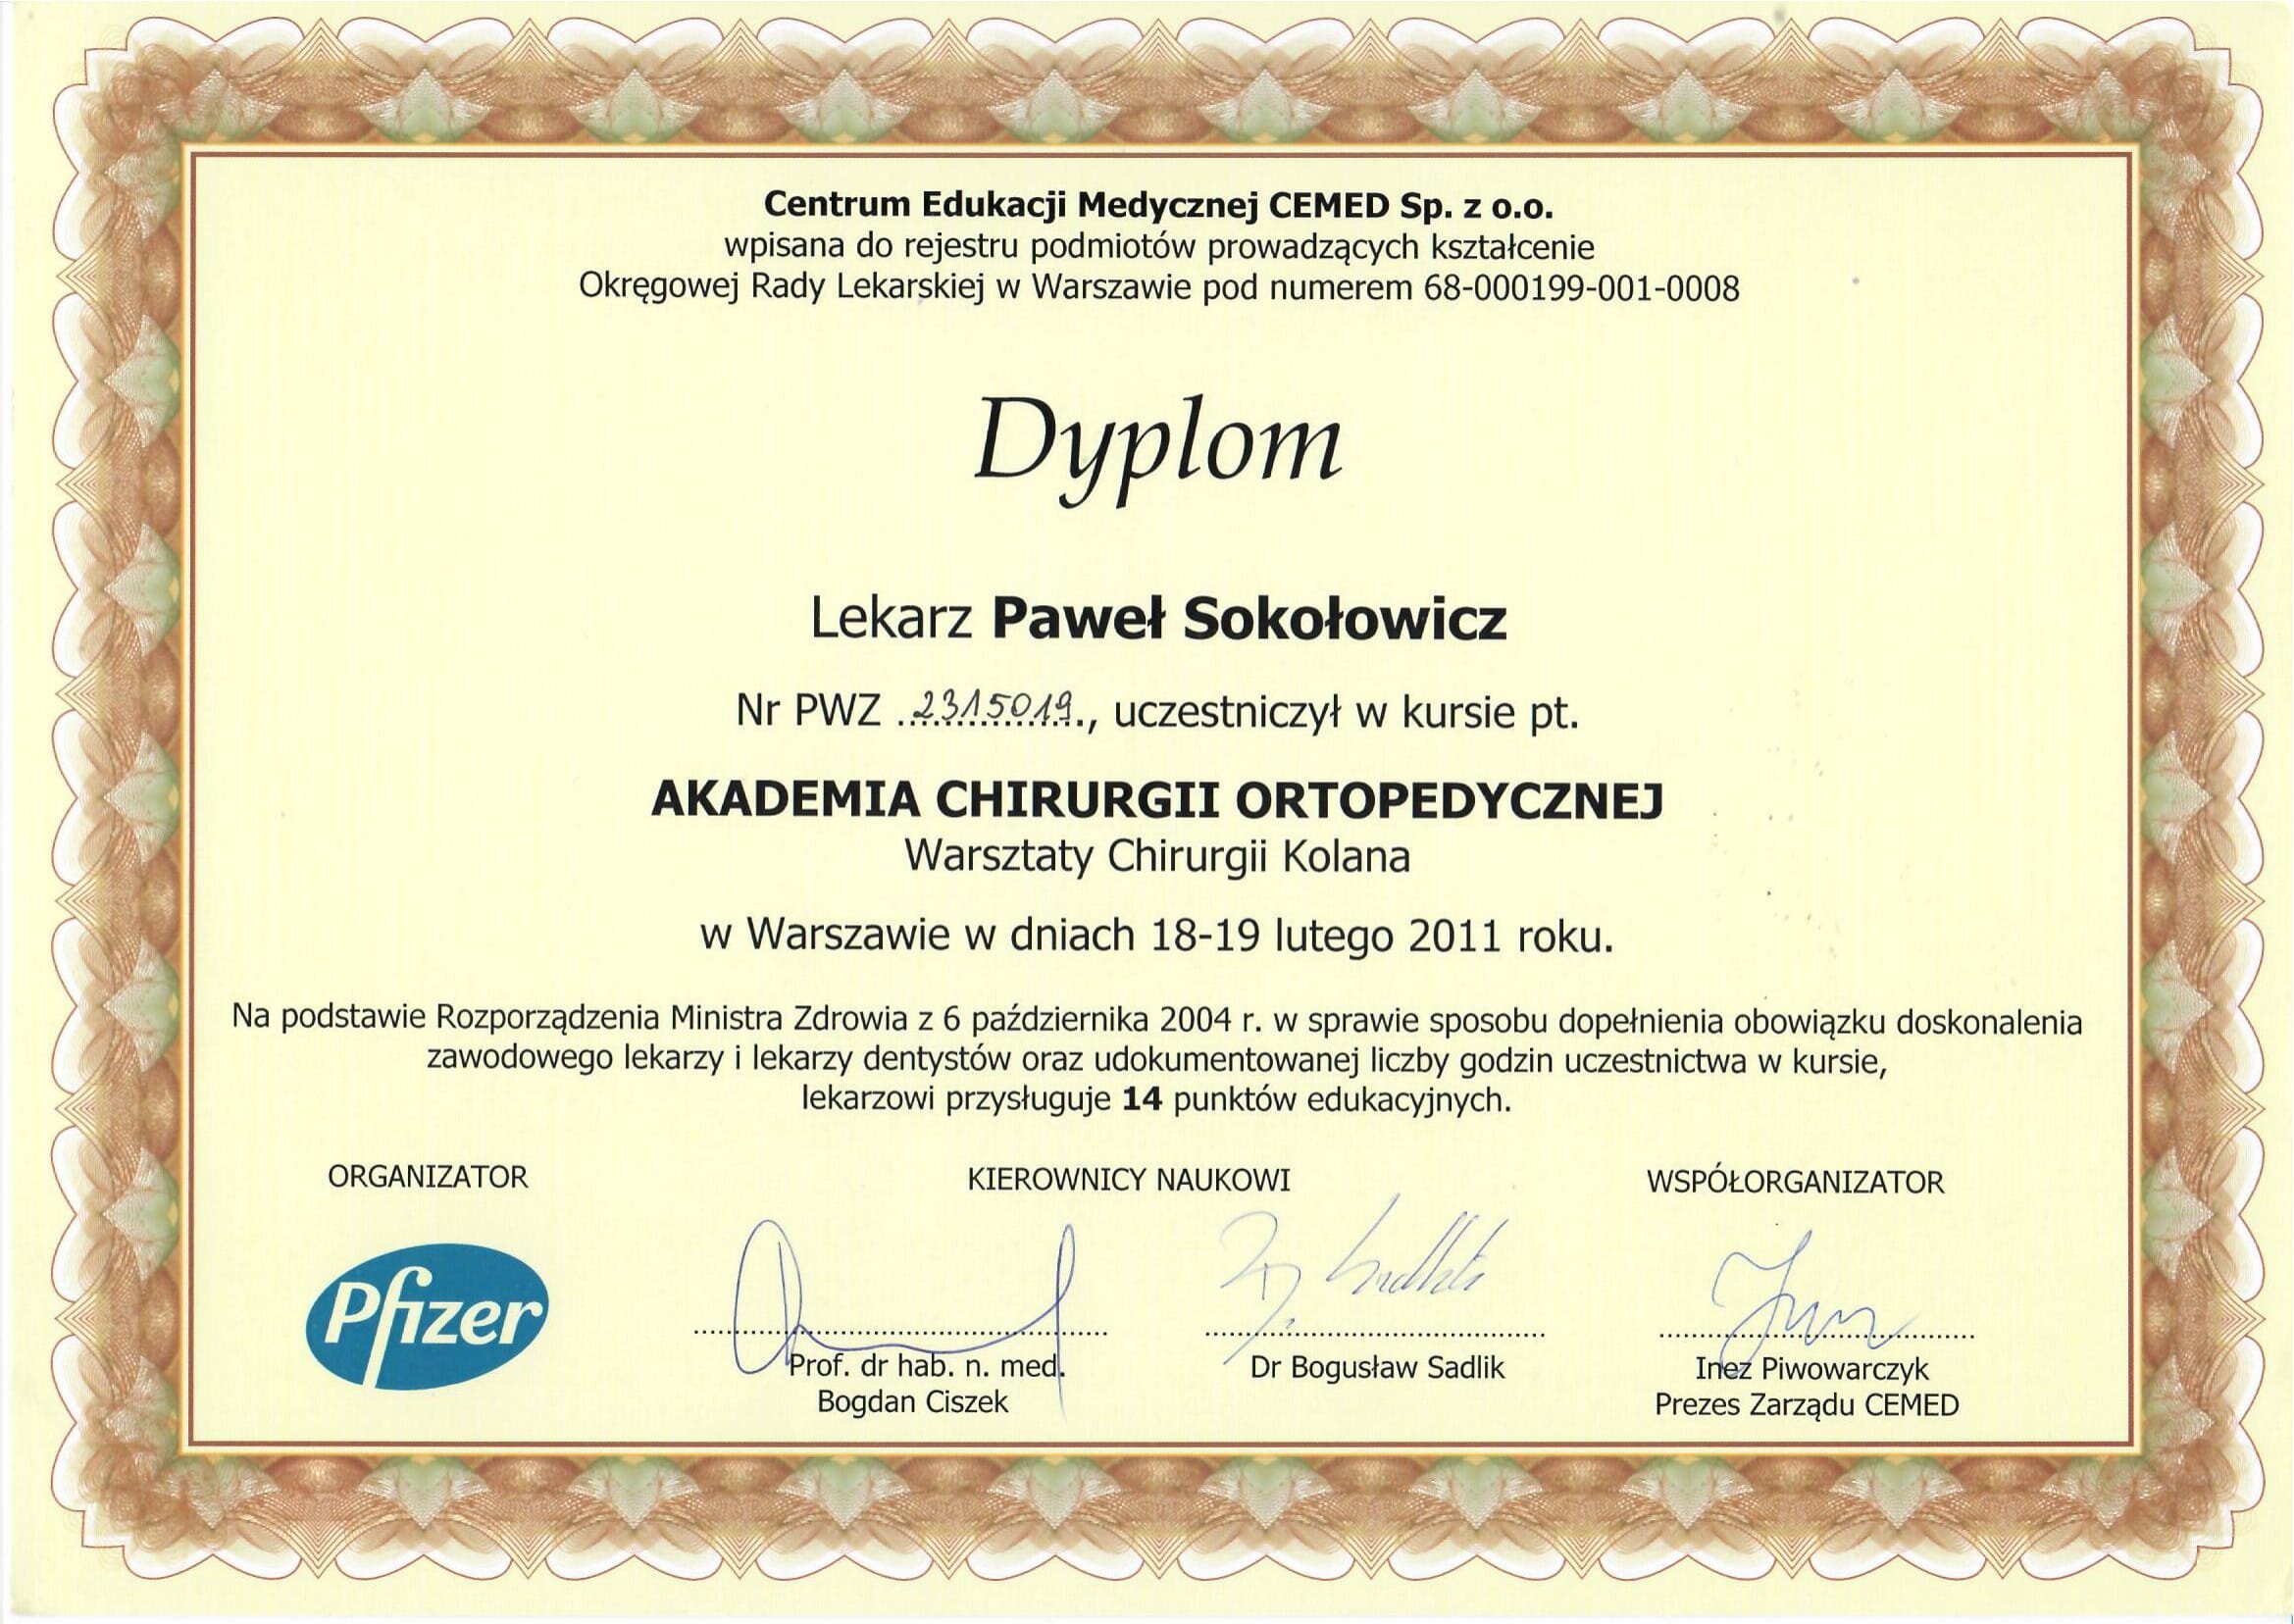 Centrum Edukacji Medycznej CEMED Sp. z o.o.
wpisana do rejestru podmiotów prowadzących kształcenie
Okręgowej Rady Lekarskiej w Warszawie pod numerem 68-000199-001-0008
Dyplom
Lekarz Paweł Sokołowicz
Nr PWZ .2315019., uczestniczył w kursie pt.
AKADEMIA CHIRURGII ORTOPEDYCZNEJ
Warsztaty Chirurgii Kolana
w Warszawie w dniach 18-19 lutego 2011 roku.
Na podstawie Rozporządzenia Ministra Zdrowia z 6 października 2004 r. w sprawie sposobu dopełnienia obowiązku doskonalenia
zawodowego lekarzy i lekarzy dentystów oraz udokumentowanej liczby godzin uczestnictwa w kursie,
lekarzowi przysługuje 14 punktów edukacyjnych.
ORGANIZATOR
Pfizer
KIEROWNICY NAUKOWI
Prof. dr hab. n. med.
Bogdan Ciszek
Dr Bogusław Sadlik
WSPÓŁORGANIZATOR
Inez Piwowarczyk
Prezes Zarządu CEMED